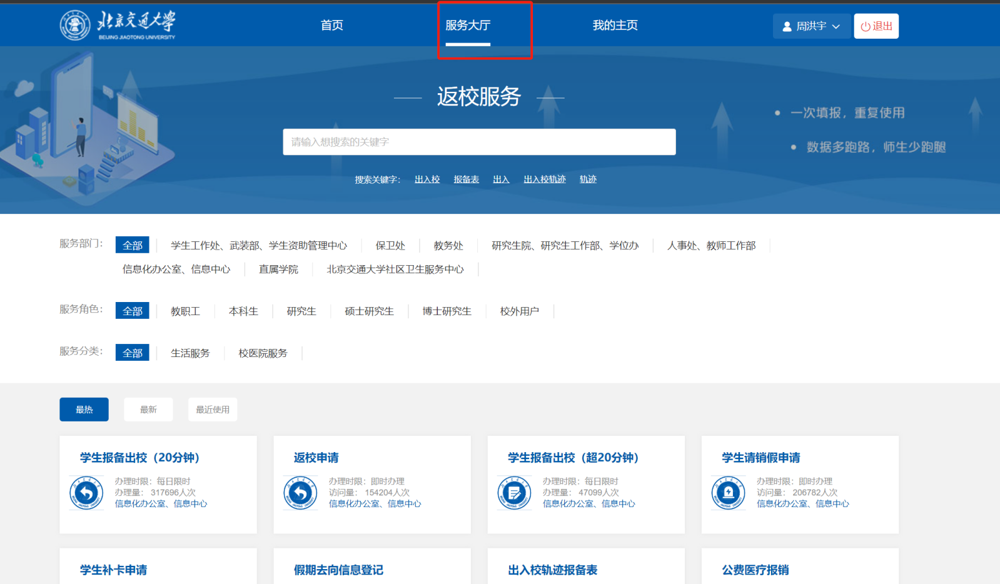 北京交通大学
BEIJING JIAOTONG UNIVERSITY
首页
服务大厅
我的主页
周洪宇
退出
返校服务
请输入想搜索的关键字
搜索关键字： 出入校 报备表 出入 出入校轨迹 轨迹
一次填报，重复使用
数据多跑路，师生少跑腿
服务部门： 全部 学生工作处、武装部、学生资助管理中心 保卫处 教务处 研究生院、研究生工作部、学位办 人事处、教师工作部
信息化办公室、信息中心 直属学院 北京交通大学社区卫生服务中心
服务角色： 全部 教职工 本科生 研究生 硕士研究生 博士研究生 校外用户
服务分类： 全部 生活服务 校医院服务
最热 最新 最近使用
学生报备出校（20分钟）
办理时限：每日限时
办理量： 317696人次
信息化办公室、信息中心
返校申请
办理时限：即时办理
访问量： 154204人次
信息化办公室、信息中心
学生报备出校（超20分钟）
办理时限：每日限时
办理量： 47099人次
信息化办公室、信息中心
学生请销假申请
办理时限：即时办理
访问量： 206782人次
信息化办公室、信息中心
学生补卡申请
假期去向信息登记
出入校轨迹报备表
公费医疗报销